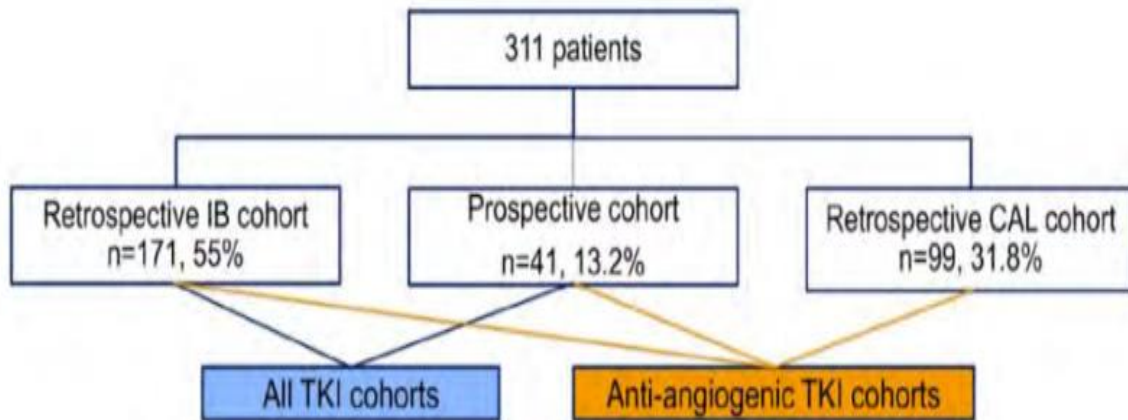 311 patients
Retrospective IB cohort
n=171, 55%
Prospective cohort
n=41, 13.2%
Retrospective CAL cohort
n=99, 31.8%
All TKI cohorts
Anti-angiogenic TKI cohorts